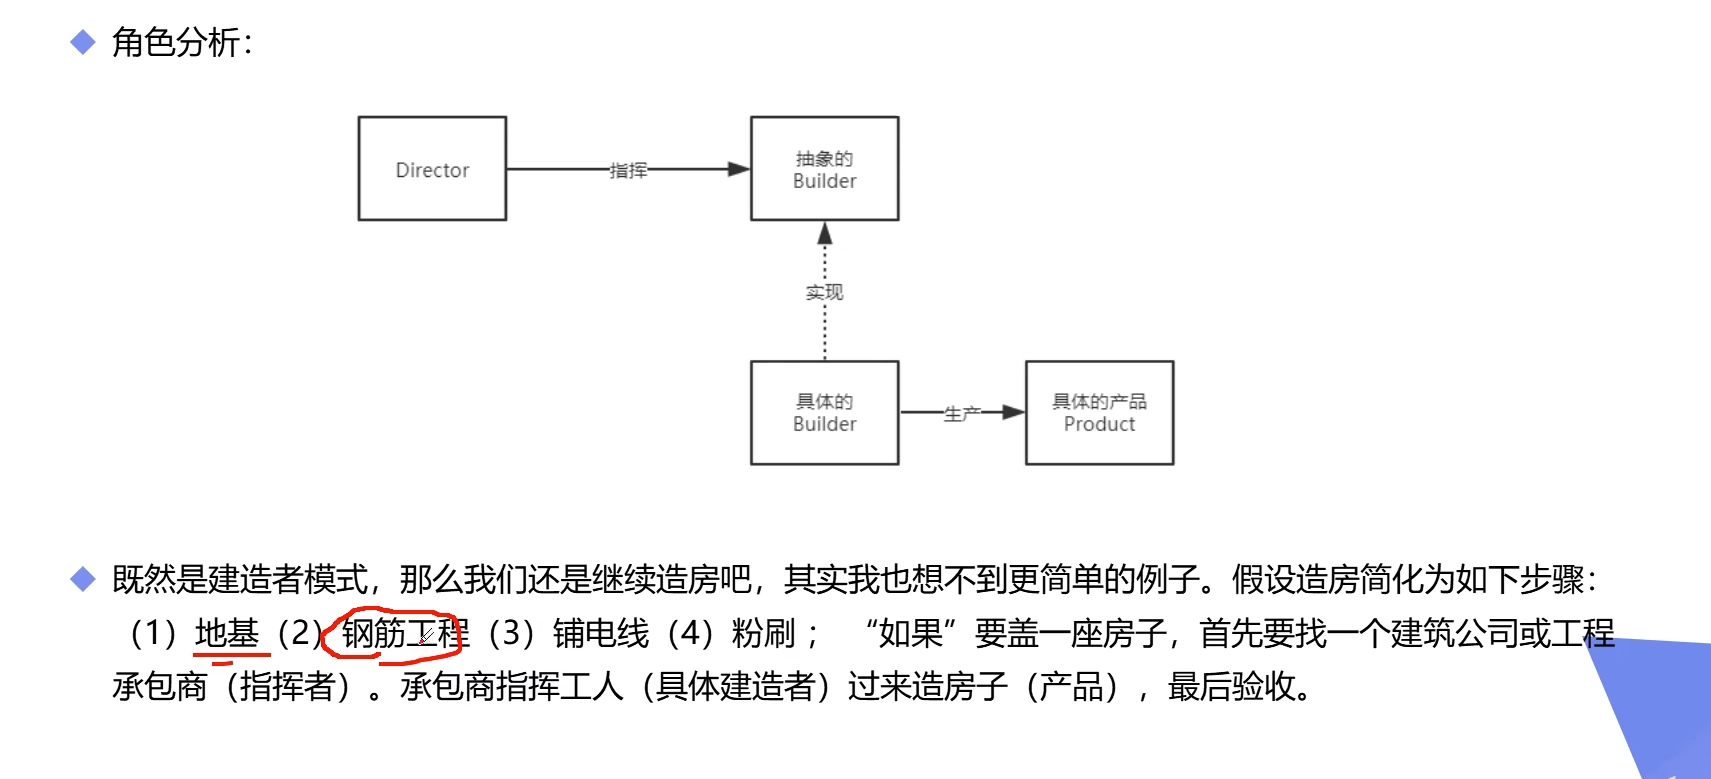 角色分析：
Director
指挥
抽象的
Builder
实现
具体的
Builder
生产
具体的产品
Product
既然是建造者模式，那么我们还是继续造房吧，其实我也想不到更简单的例子。假设造房简化为如下步骤：
（1）地基（2）钢筋工程（3）铺电线（4）粉刷； “如果”要盖一座房子，首先要找一个建筑公司或工程
承包商（指挥者）。承包商指挥工人（具体建造者）过来造房子（产品），最后验收。